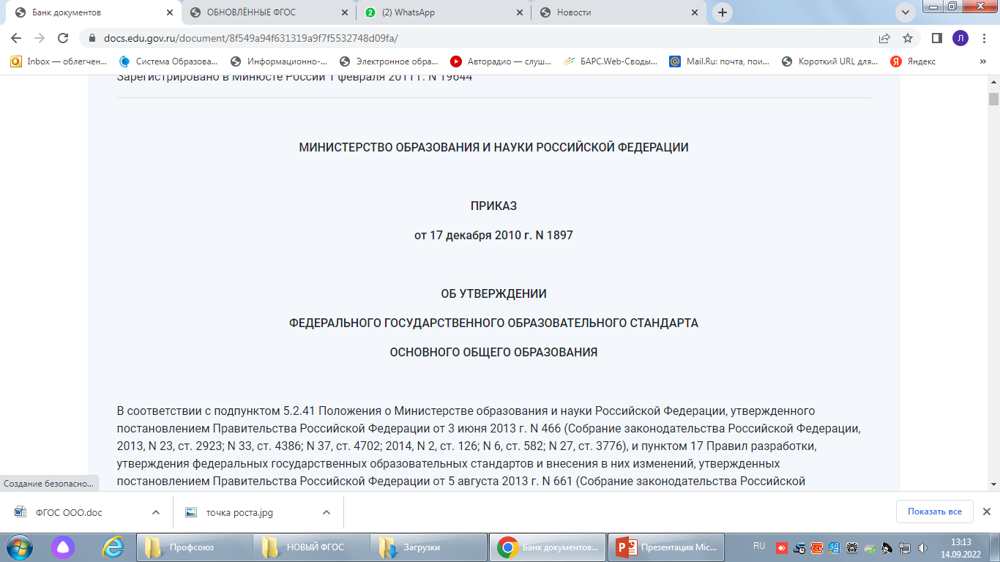 Банк документов
ОБНОВЛЁННЫЕ ФГОС
(2) WhatsApp
Новости
docs.edu.gov.ru/document/8f549a94f631319a9f7f5532748d09fa/
Л
Inbox — облегчен...
Система Образова...
Информационно-...
Электронное обра...
Авторадио — слуш...
БАРС.Web-Своды...
Mail.Ru: почта, пои...
Короткий URL для...
Яндекс
»
Зарегистрировано в Минюсте России 1 февраля 2011 г. N 19644
МИНИСТЕРСТВО ОБРАЗОВАНИЯ И НАУКИ РОССИЙСКОЙ ФЕДЕРАЦИИ
ПРИКАЗ
от 17 декабря 2010 г. N 1897
ОБ УТВЕРЖДЕНИИ
ФЕДЕРАЛЬНОГО ГОСУДАРСТВЕННОГО ОБРАЗОВАТЕЛЬНОГО СТАНДАРТА
ОСНОВНОГО ОБЩЕГО ОБРАЗОВАНИЯ
В соответствии с подпунктом 5.2.41 Положения о Министерстве образования и науки Российской Федерации, утвержденного
постановлением Правительства Российской Федерации от 3 июня 2013 г. N 466 (Собрание законодательства Российской Федерации,
2013, N 23, ст. 2923; N 33, ст. 4386; N 37, ст. 4702; 2014, N 2, ст. 126; N 6, ст. 582; N 27, ст. 3776), и пунктом 17 Правил разработки,
утверждения федеральных государственных образовательных стандартов и внесения в них изменений, утвержденных
постановлением Правительства Российской Федерации от 5 августа 2013 г. N 661 (Собрание законодательства Российской
Создание безопасно...
ФГОС ООО.doc
точка роста.jpg
Показать все
Профсоюз
НОВЫЙ ФГОС
Загрузки
Банк документов...
Презентация Mic...
RU
13:13
14.09.2022